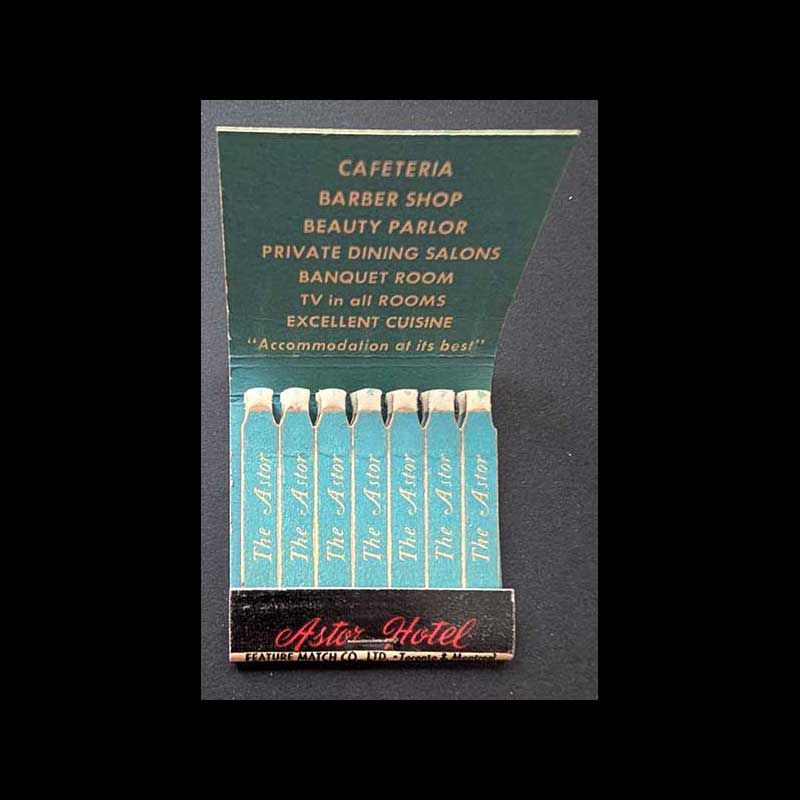 CAFETERIA
BARBER SHOP
BEAUTY PARLOR
PRIVATE DINING SALONS
BANQUET ROOM
TV in all ROOMS
EXCELLENT CUISINE
"Accommodation at its best"
The Astor
The Astor
The Astor
The Astor
The Astor
The Astor
The Astor
Astor Hotel
FEATURE MATCH CO. LTD. - Toronto & Montreal